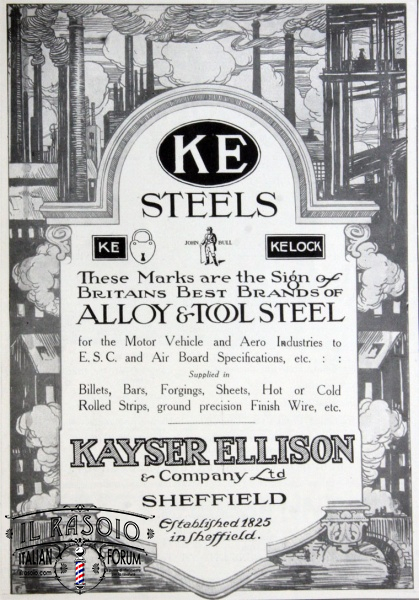 KE
STEELS
KE JOHN BULL KELOCK
These Marks are the Sign of
BRITAINS BEST BRANDS OF
ALLOY & TOOL STEEL
for the Motor Vehicle and Aero Industries to
E. S. C. and Air Board Specifications, etc. : :
Supplied in
Billets, Bars, Forgings, Sheets, Hot or Cold
Rolled Strips, ground precision Finish Wire, etc.
KAYSER ELLISON
& Company Ltd
SHEFFIELD
Established 1825
in Sheffield.
IL RASOIO
ITALIAN FORUM